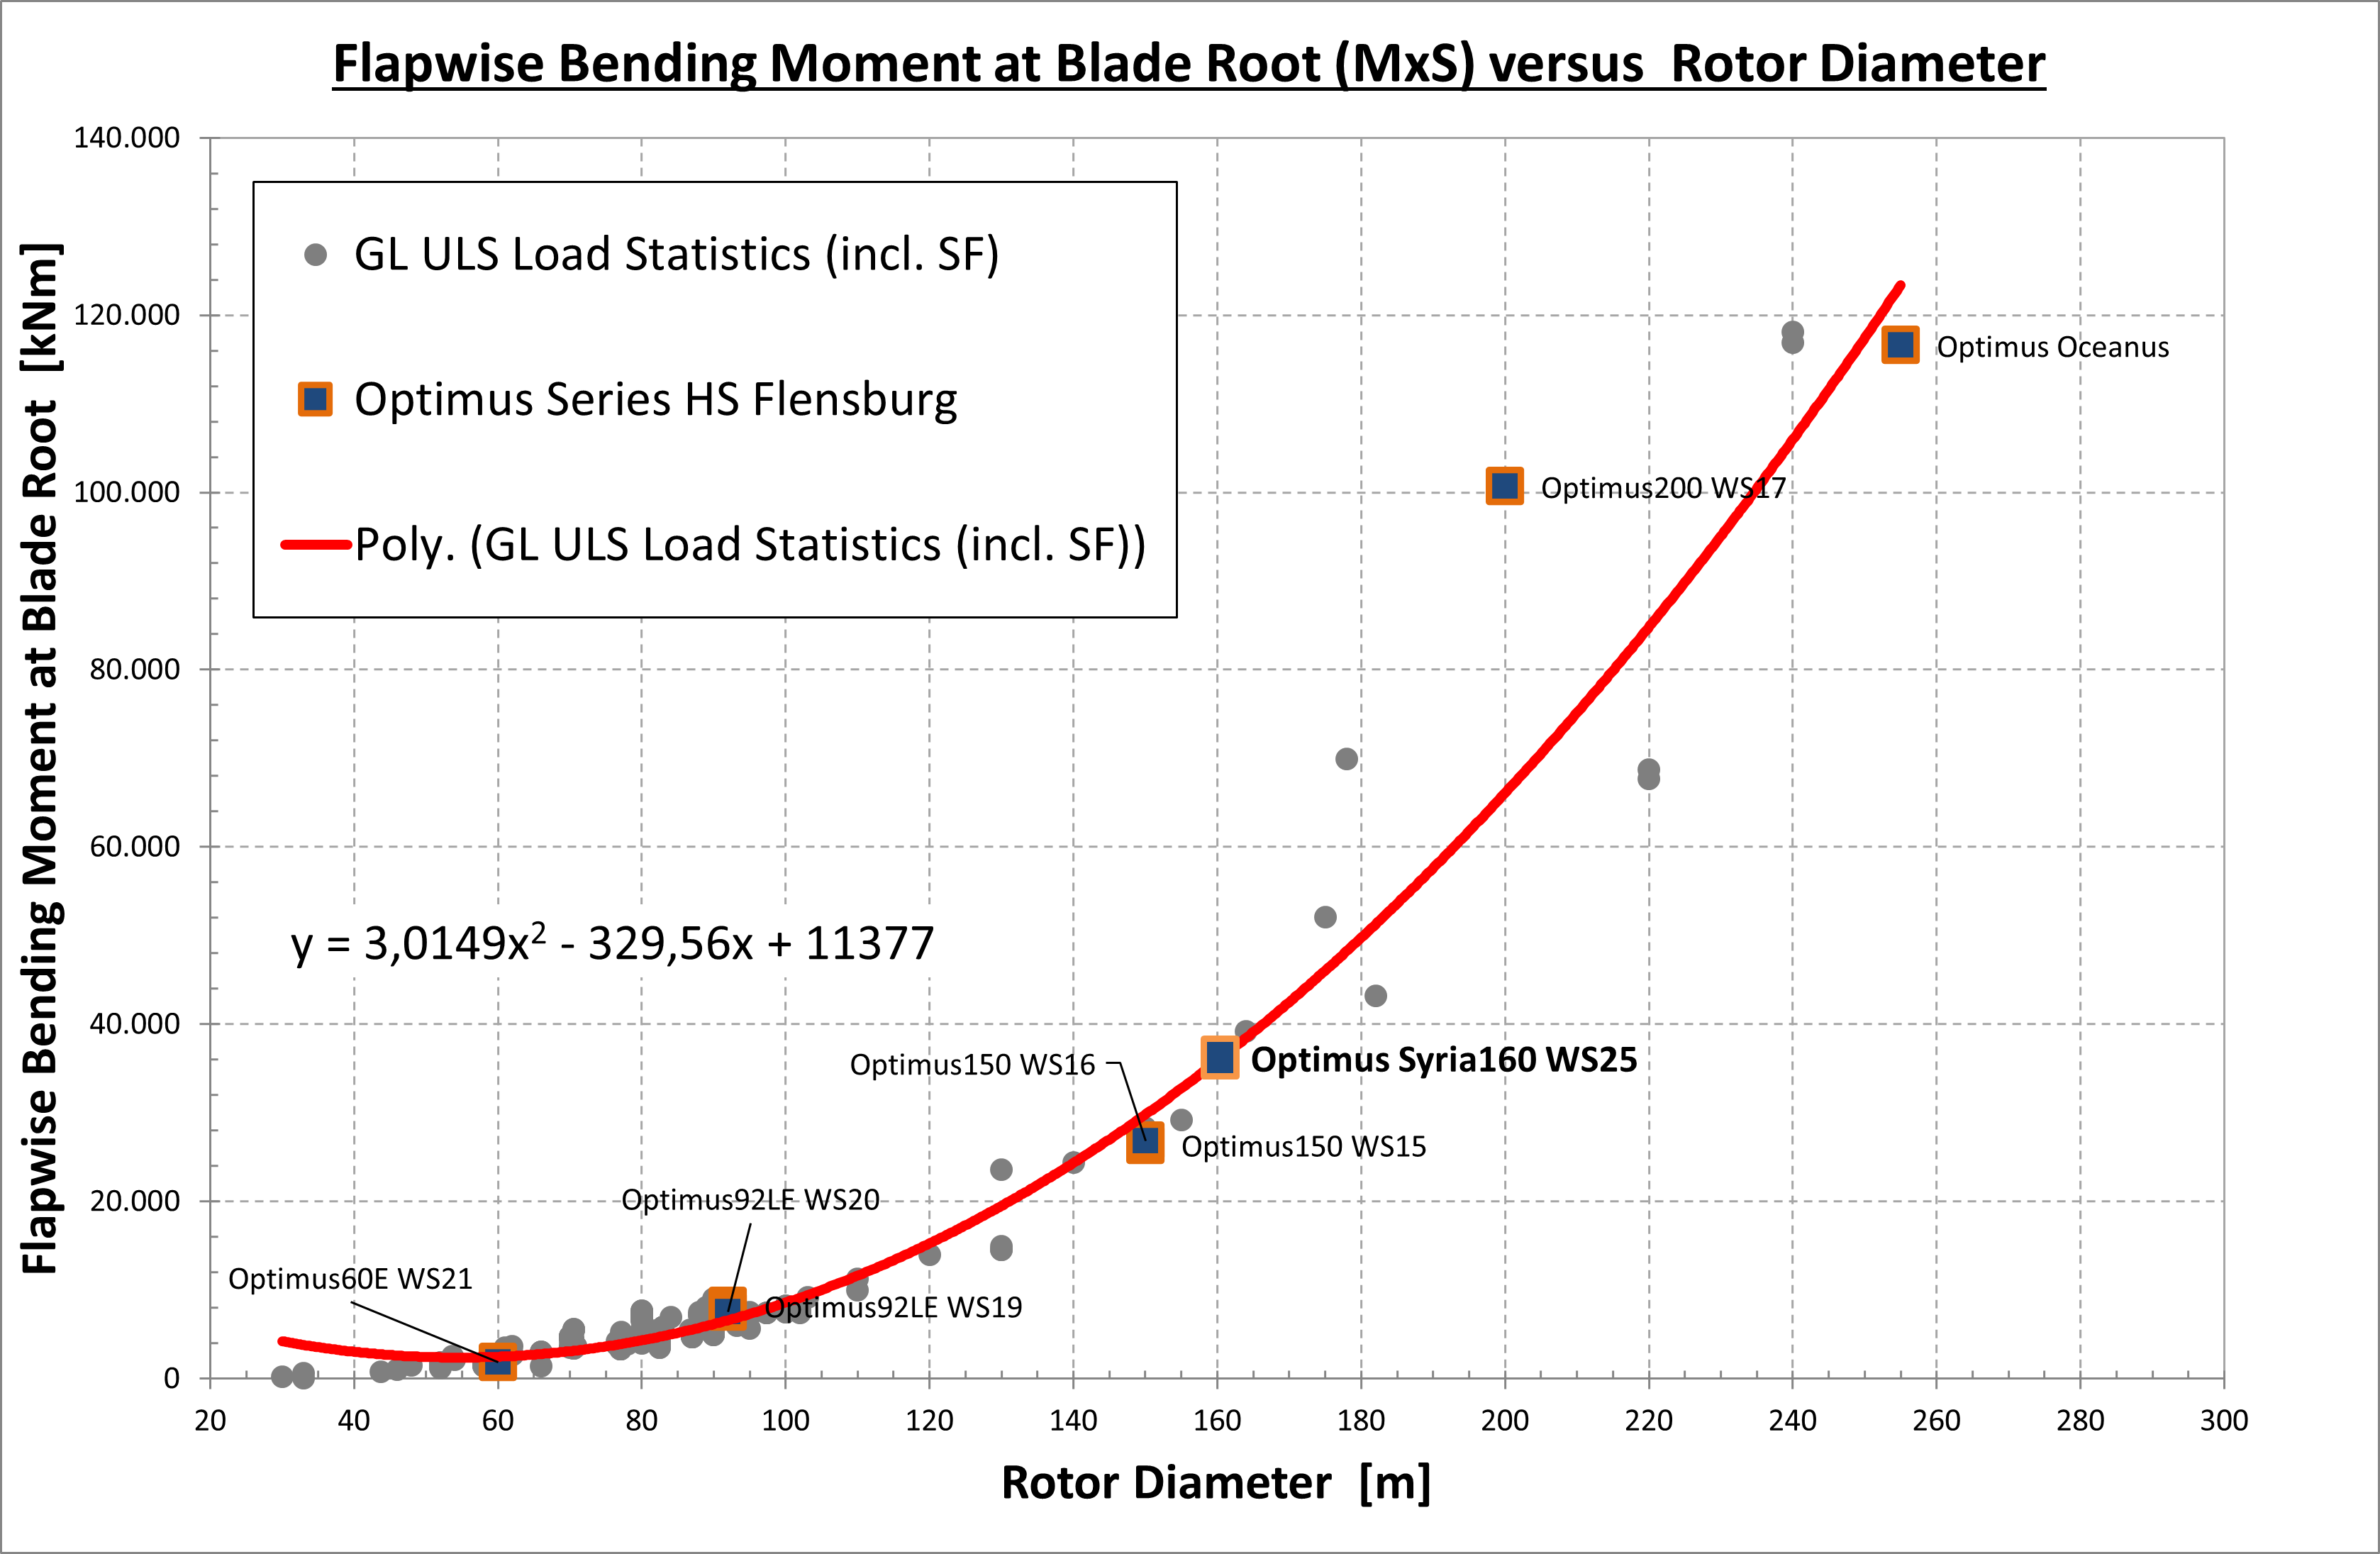 Flapwise Bending Moment at Blade Root (MxS) versus Rotor Diameter
Flapwise Bending Moment at Blade Root [kNm]
140.000
120.000
100.000
80.000
60.000
40.000
20.000
0
GL ULS Load Statistics (incl. SF)
Optimus Series HS Flensburg
Poly. (GL ULS Load Statistics (incl. SF))
Optimus Oceanus
Optimus200 WS17
y = 3,0149x² - 329,56x + 11377
Optimus150 WS16
Optimus Syria160 WS25
Optimus150 WS15
Optimus92LE WS20
Optimus60E WS21
Optimus92LE WS19
20 40 60 80 100 120 140 160 180 200 220 240 260 280 300
Rotor Diameter [m]